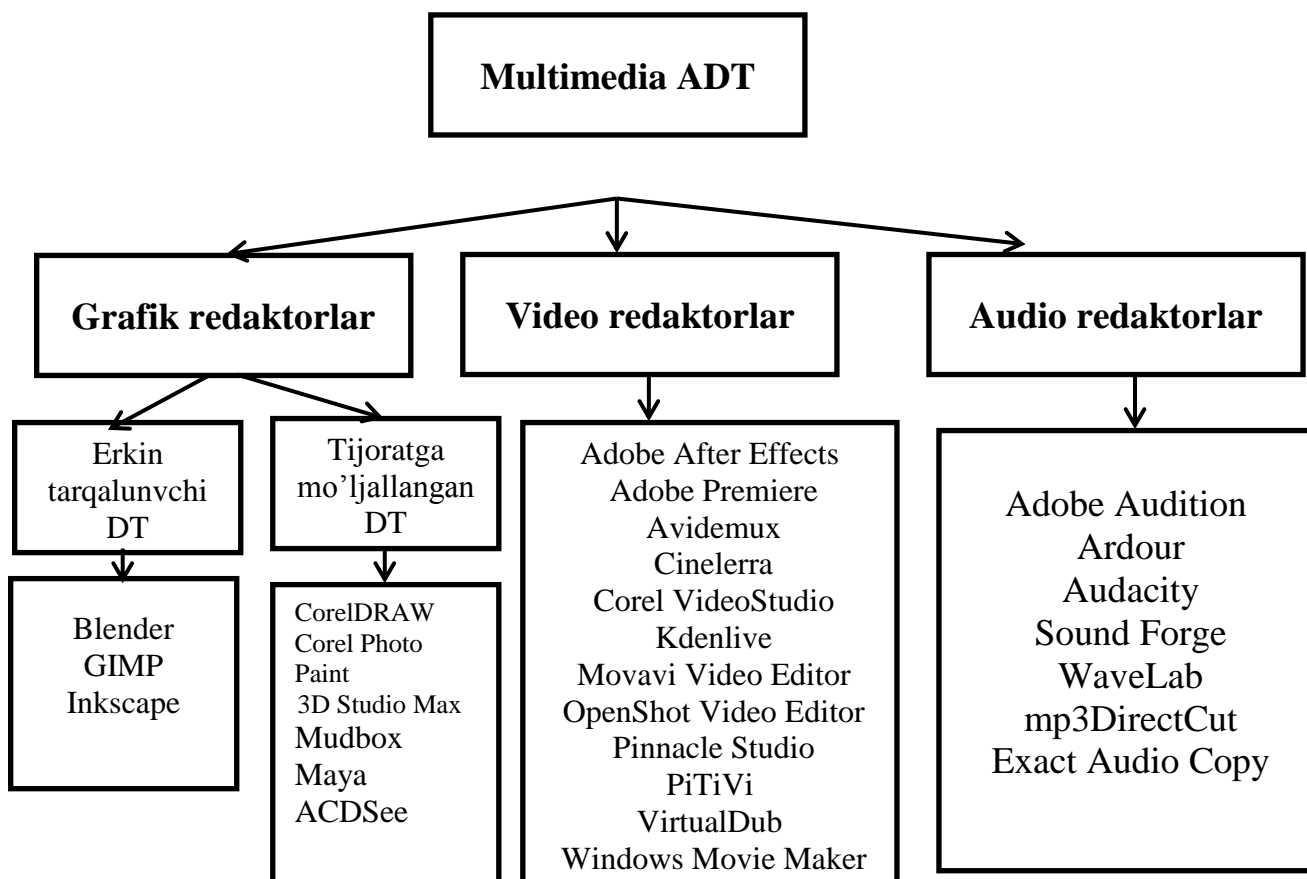 Multimedia ADT
Grafik redaktorlar
Video redaktorlar
Audio redaktorlar
Erkin
tarqalunvchi
DT
Tijoratga
mo’ljallangan
DT
Blender
GIMP
Inkscape
CorelDRAW
Corel Photo
Paint
3D Studio Max
Mudbox
Maya
ACDSee
Adobe After Effects
Adobe Premiere
Avidemux
Cinelerra
Corel VideoStudio
Kdenlive
Movavi Video Editor
OpenShot Video Editor
Pinnacle Studio
PiTiVi
VirtualDub
Windows Movie Maker
Adobe Audition
Ardour
Audacity
Sound Forge
WaveLab
mp3DirectCut
Exact Audio Copy